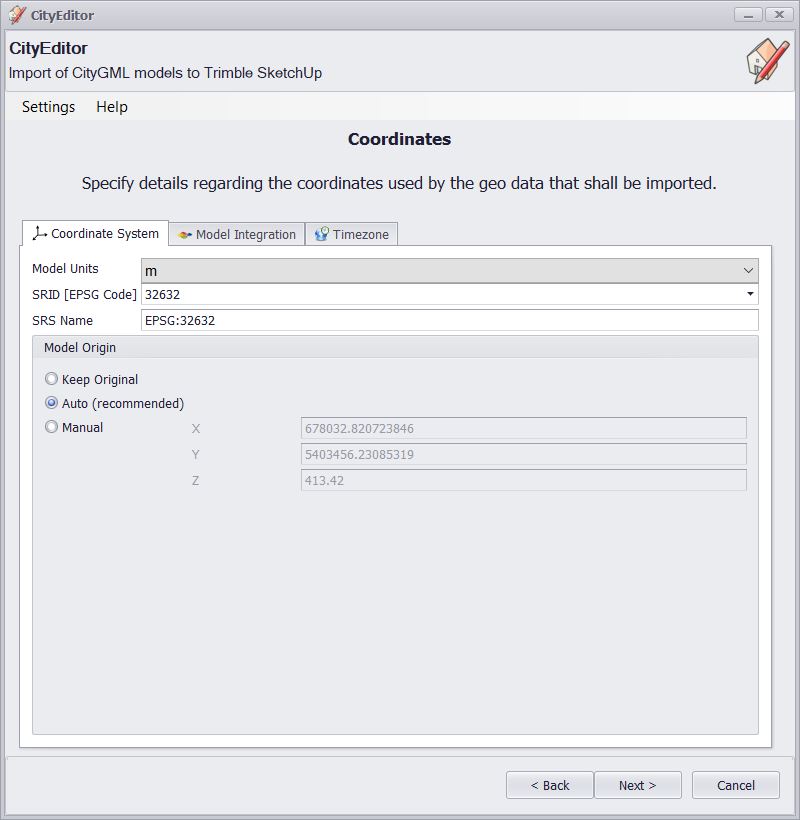 CityEditor
CityEditor
Import of CityGML models to Trimble SketchUp
Settings Help
Coordinates
Specify details regarding the coordinates used by the geo data that shall be imported.
Coordinate System Model Integration Timezone
Model Units m
SRID [EPSG Code] 32632
SRS Name EPSG:32632
Model Origin
Keep Original
Auto (recommended)
Manual X 678032.820723846
Y 5403456.23085319
Z 413.42
< Back Next > Cancel